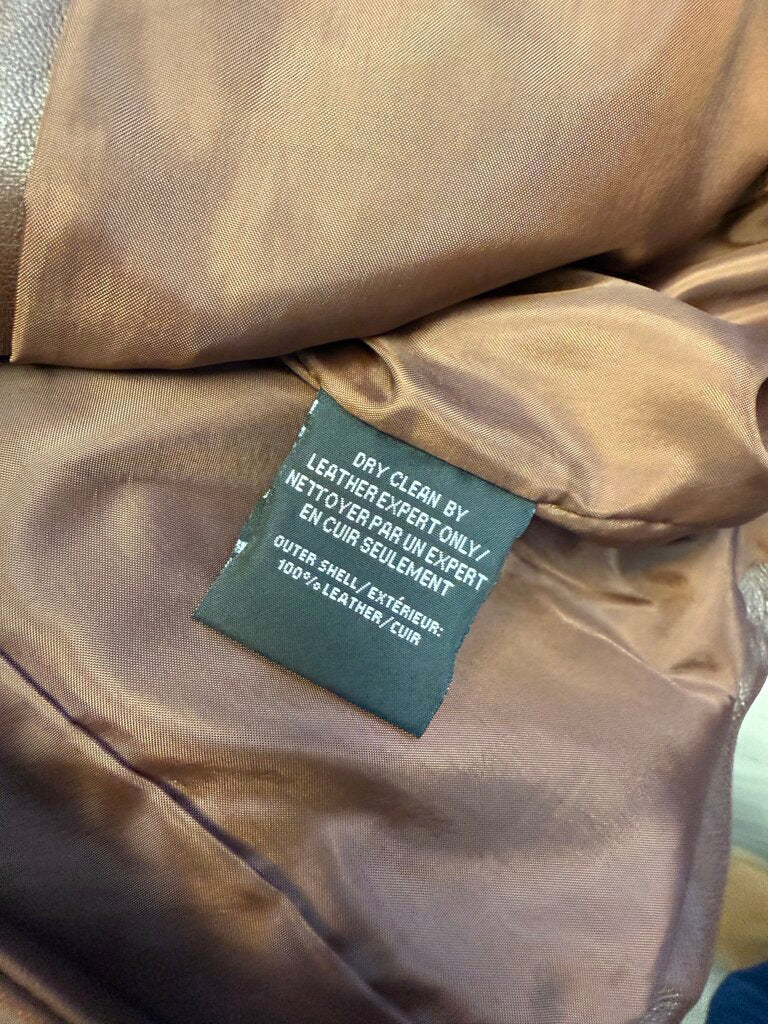 DRY CLEAN BY
LEATHER EXPERT ONLY/
NETTOYER PAR UN EXPERT
EN CUIR SEULEMENT
OUTER SHELL/EXTÉRIEUR:
100% LEATHER/CUIR